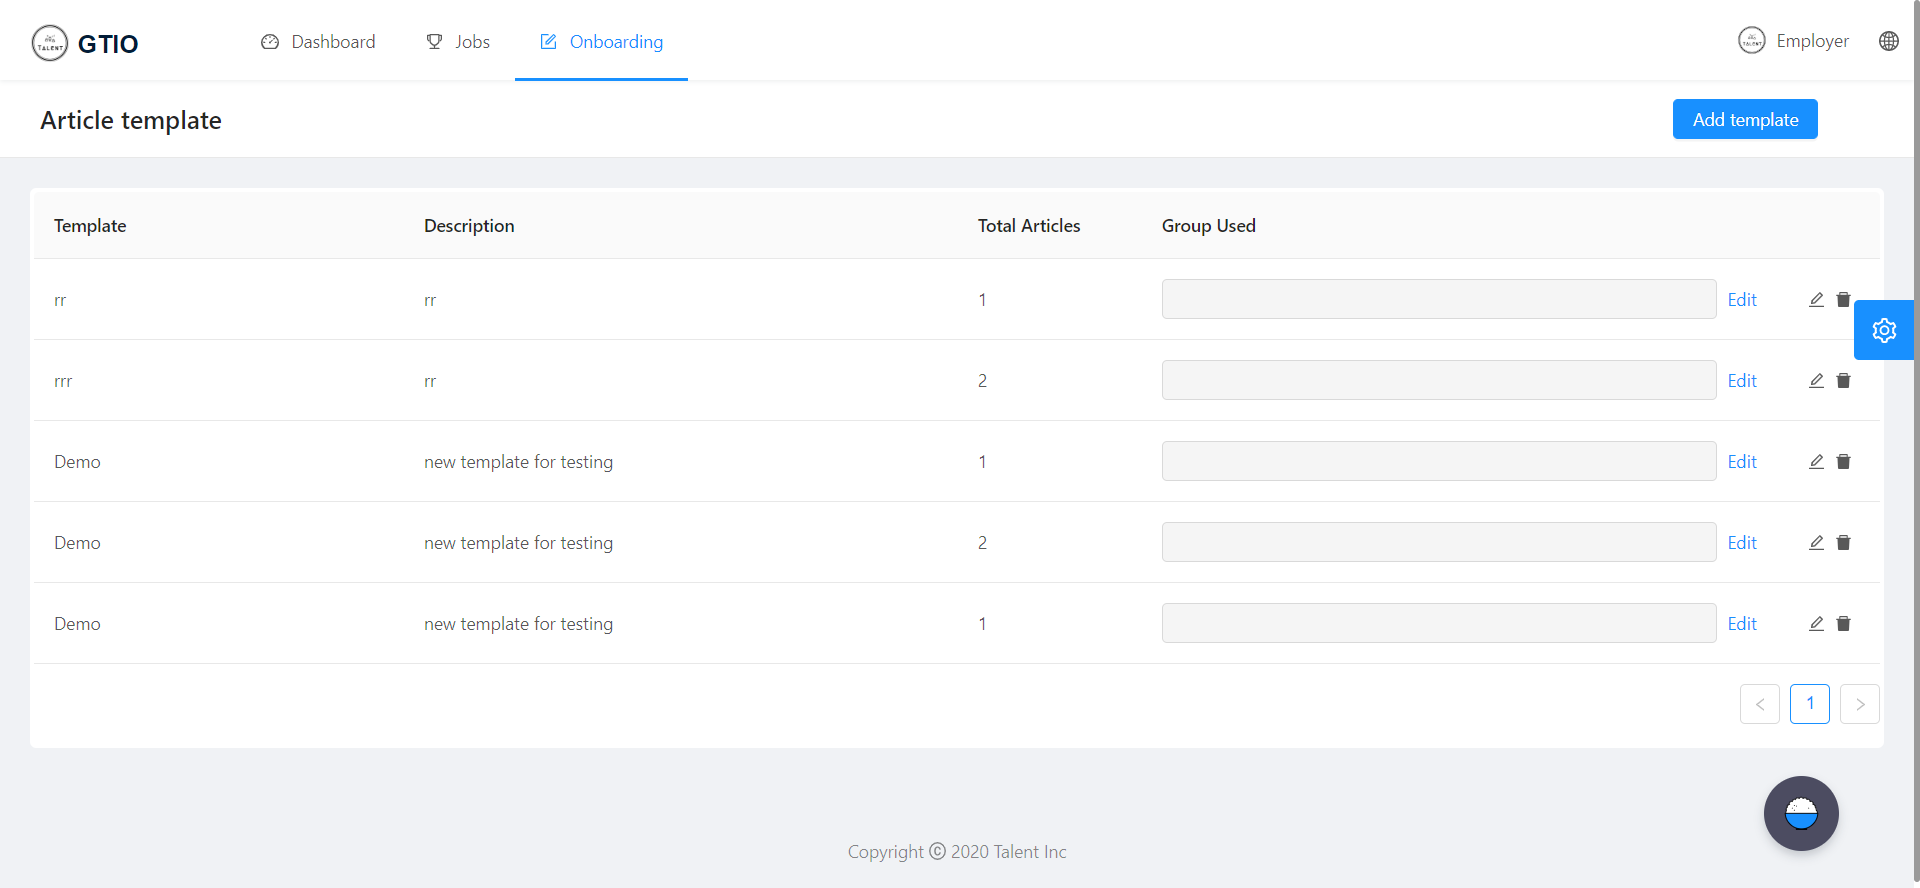 TALENT GTIO Dashboard Jobs Onboarding TALENT Employer
Article template Add template
Template Description Total Articles Group Used
rr rr 1 Edit
rrr rr 2 Edit
Demo new template for testing 1 Edit
Demo new template for testing 2 Edit
Demo new template for testing 1 Edit
< 1 >
Copyright © 2020 Talent Inc